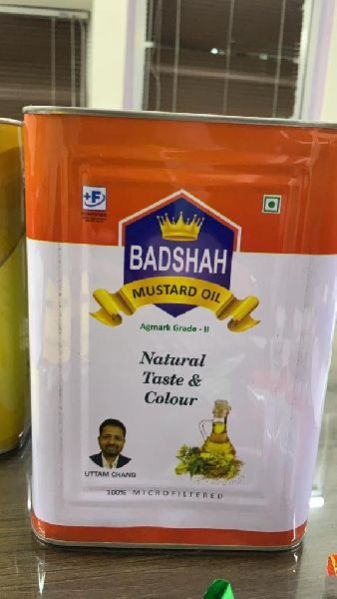 +F
BADSHAH
MUSTARD OIL
Agmark Grade - II
Natural
Taste &
Colour
UTTAM CHAND
100% MICROFILTERED